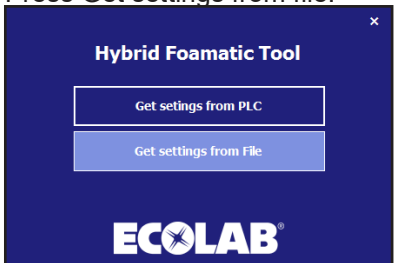 Press Get settings from file.
×
Hybrid Foamatic Tool
Get setings from PLC
Get settings from File
ECOLAB®